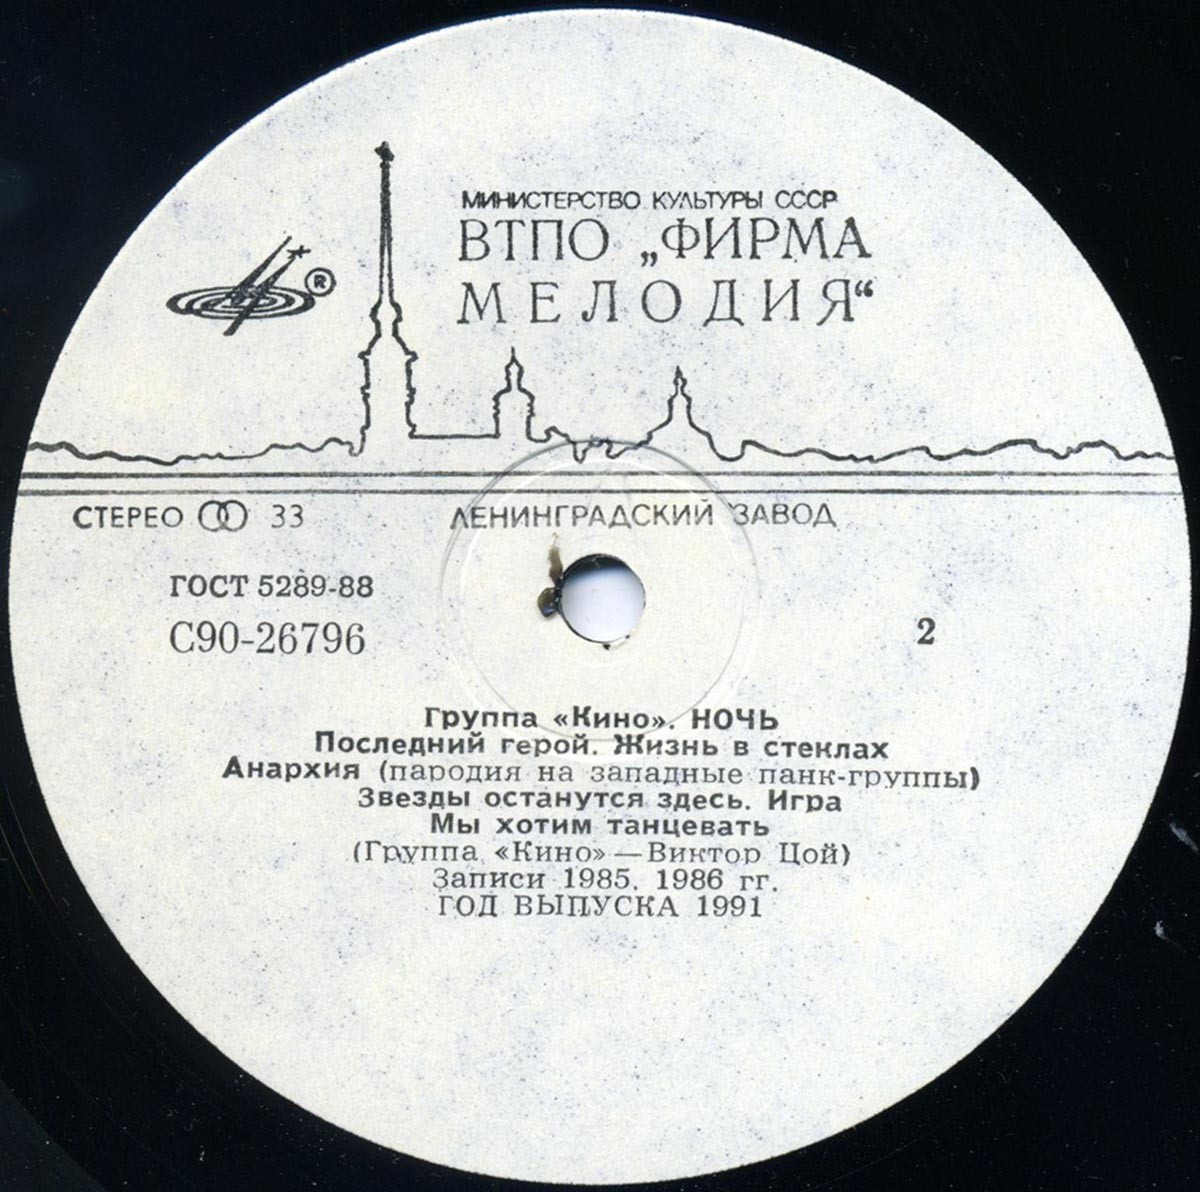 МИНИСТЕРСТВО КУЛЬТУРЫ СССР
ВТПО „ФИРМА
МЕЛОДИЯ“
®
СТЕРЕО 33
ЛЕНИНГРАДСКИЙ ЗАВОД
ГОСТ 5289-88
С90-26796
2
Группа «Кино». НОЧЬ
Последний герой. Жизнь в стеклах
Анархия (пародия на западные панк-группы)
Звезды останутся здесь. Игра
Мы хотим танцевать
(Группа «Кино» — Виктор Цой)
Записи 1985, 1986 гг.
ГОД ВЫПУСКА 1991